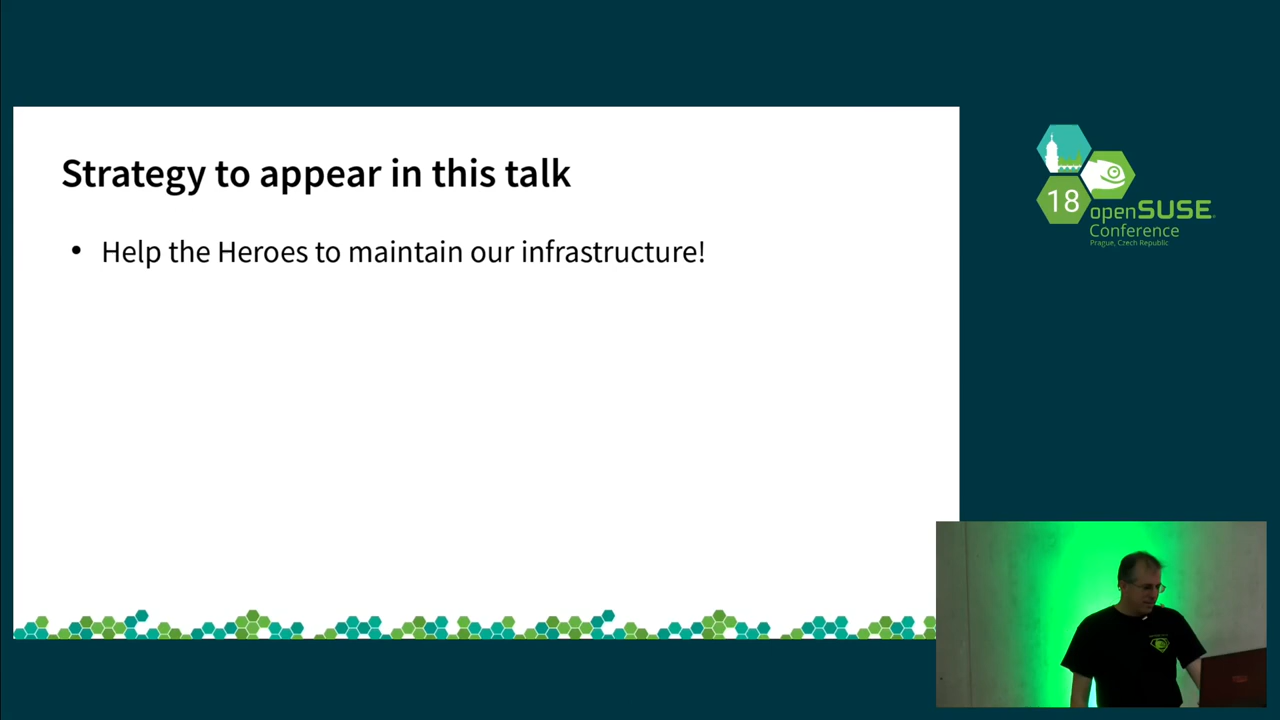 Strategy to appear in this talk
• Help the Heroes to maintain our infrastructure!
18
openSUSE
Conference
Prague, Czech Republic